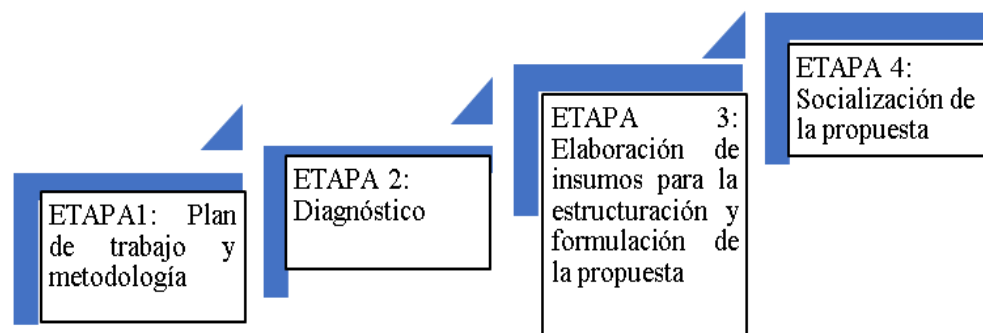 ETAPA1: Plan
de trabajo y
metodología
ETAPA 2:
Diagnóstico
ETAPA 3:
Elaboración de
insumos para la
estructuración y
formulación de
la propuesta
ETAPA 4:
Socialización de
la propuesta